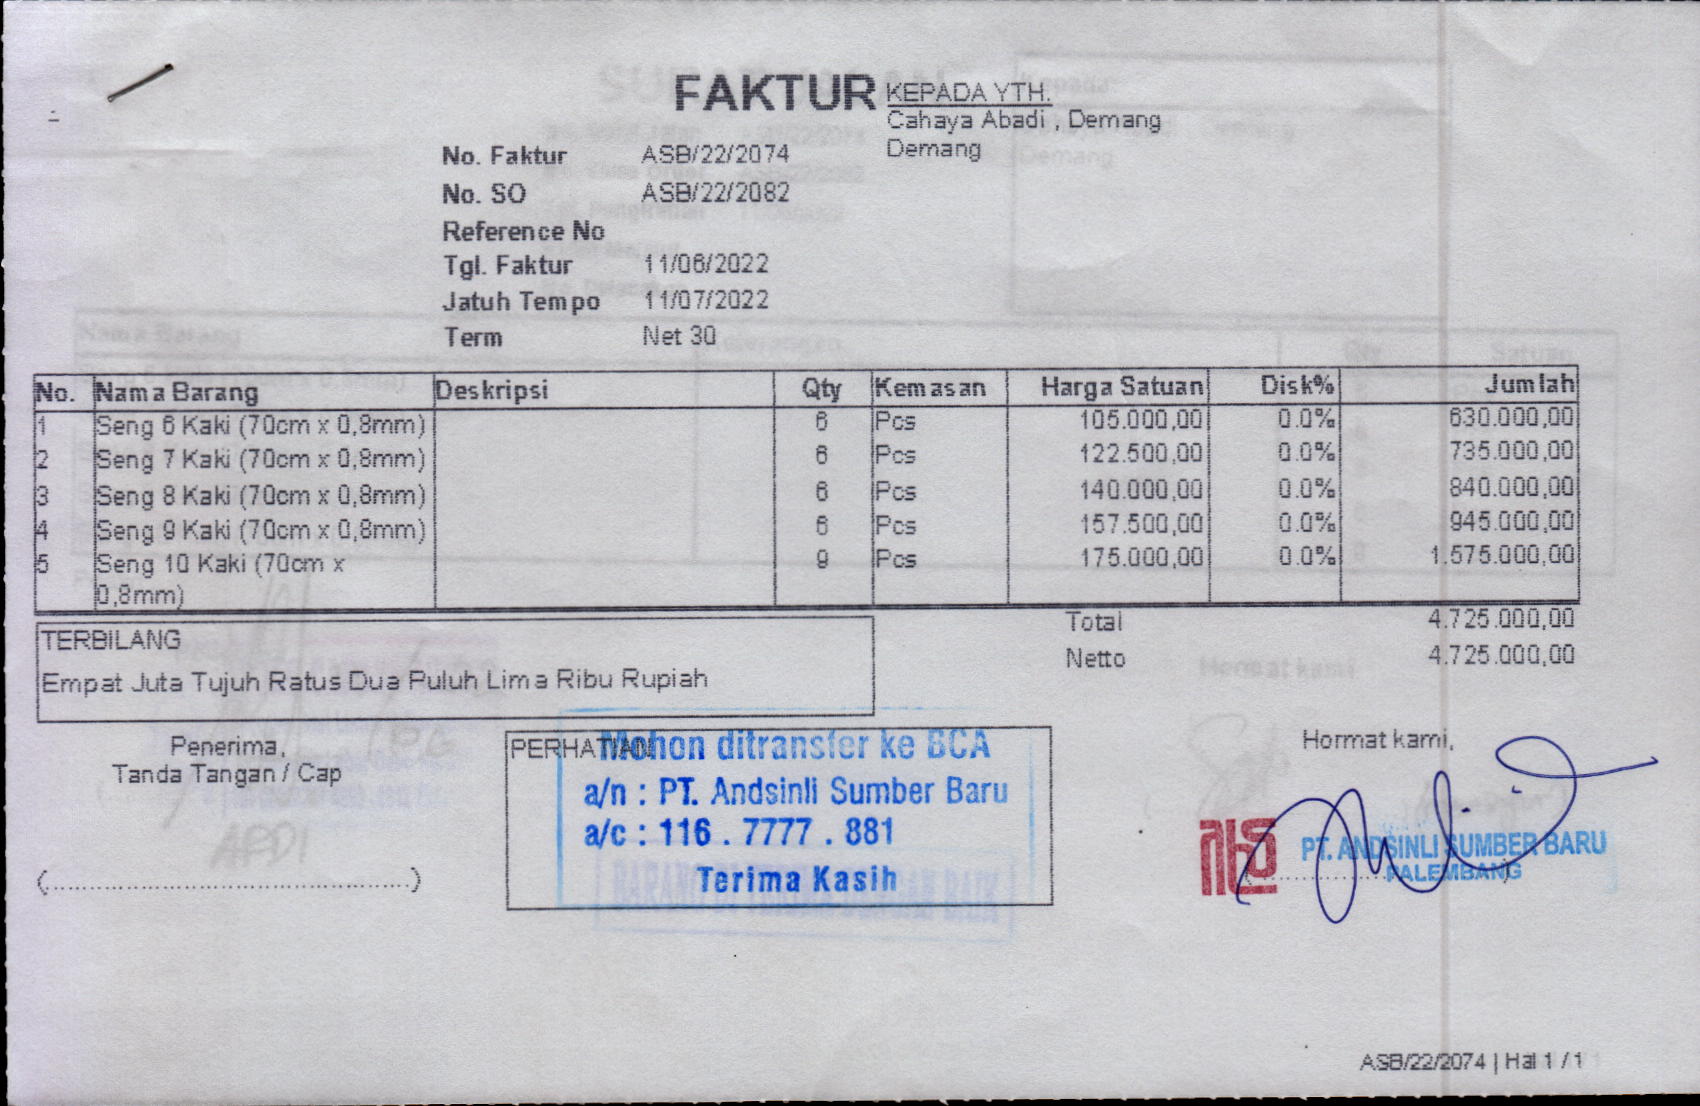 FAKTUR
KEPADA YTH.
Cahaya Abadi , Demang
Demang
No. Faktur ASB/22/2074
No. SO ASB/22/2082
Reference No
Tgl. Faktur 11/06/2022
Jatuh Tempo 11/07/2022
Term Net 30
No. Nama Barang Deskripsi Qty Kemasan Harga Satuan Disk% Jumlah
1 Seng 6 Kaki (70cm x 0,8mm) 6 Pcs 105.000,00 0.0% 630.000,00
2 Seng 7 Kaki (70cm x 0,8mm) 6 Pcs 122.500,00 0.0% 735.000,00
3 Seng 8 Kaki (70cm x 0,8mm) 6 Pcs 140.000,00 0.0% 840.000,00
4 Seng 9 Kaki (70cm x 0,8mm) 6 Pcs 157.500,00 0.0% 945.000,00
5 Seng 10 Kaki (70cm x 9 Pcs 175.000,00 0.0% 1.575.000,00
0,8mm)
Total 4.725.000,00
Netto 4.725.000,00
TERBILANG
Empat Juta Tujuh Ratus Dua Puluh Lima Ribu Rupiah
Penerima,
Tanda Tangan / Cap
ARDI
(..............................................)
PERHATIAN
Mohon ditransfer ke BCA
a/n : PT. Andsinli Sumber Baru
a/c : 116 . 7777 . 881
Terima Kasih
BARANG DI TERIMA DENGAN BAIK
Hormat kami,
PT. ANDSINLI SUMBER BARU
PALEMBANG
ASB/22/2074 | Hal 1 / 1